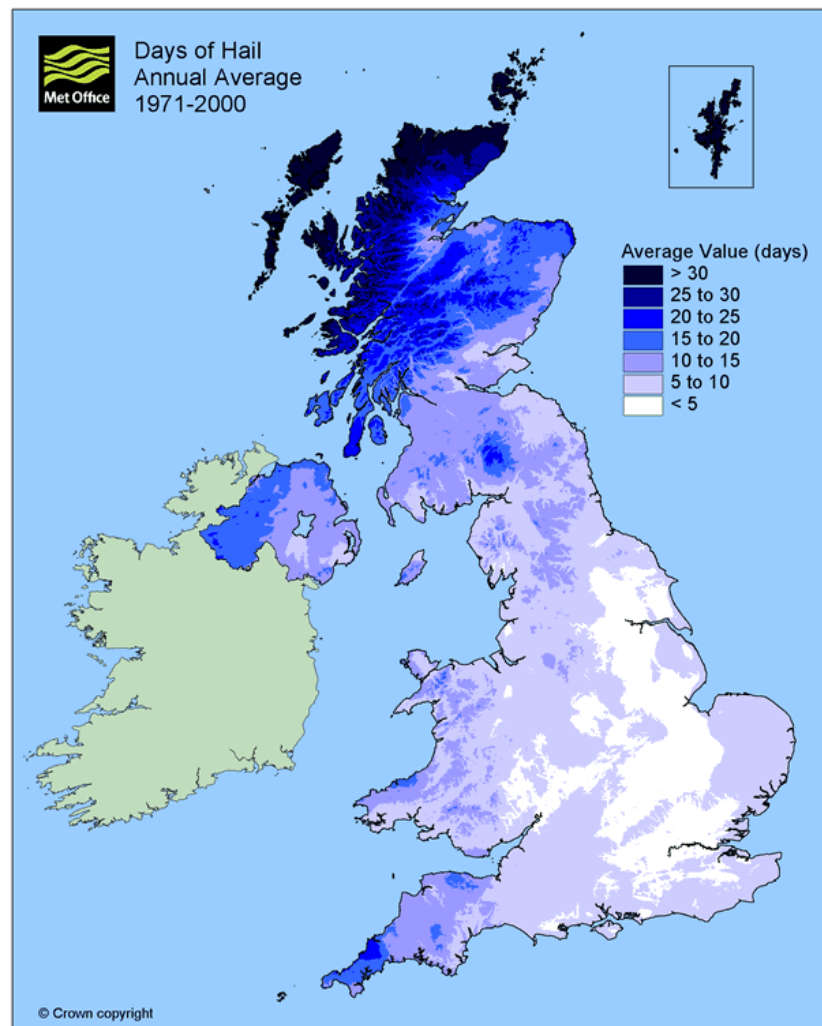 Met Office
Days of Hail
Annual Average
1971-2000
Average Value (days)
> 30
25 to 30
20 to 25
15 to 20
10 to 15
5 to 10
< 5
© Crown copyright